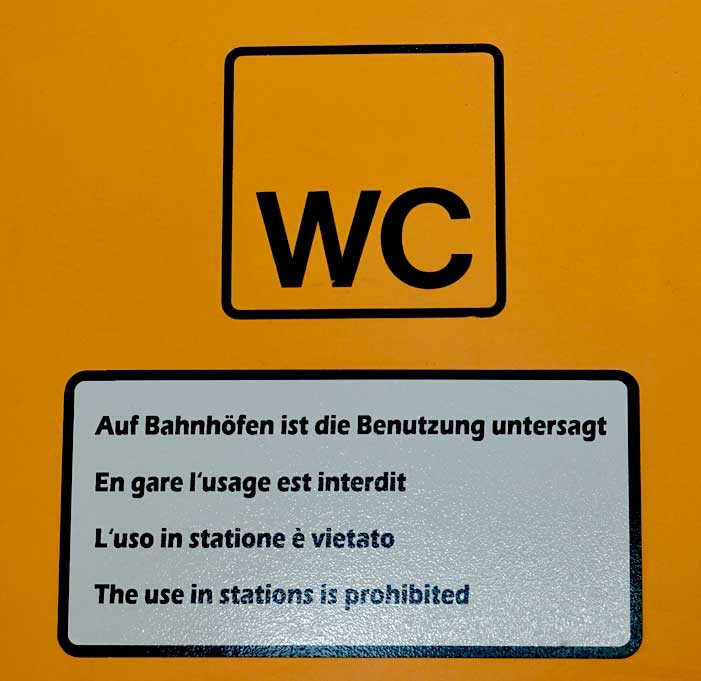 WC
Auf Bahnhöfen ist die Benutzung untersagt
En gare l'usage est interdit
L'uso in statione è vietato
The use in stations is prohibited